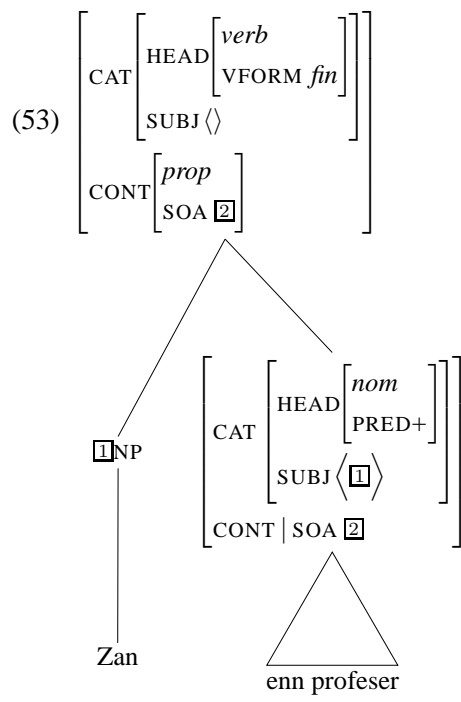 verb
HEAD
CAT VFORM fin
(53) SUBJ ⟨⟩
prop
CONT
SOA 2
nom
HEAD
PRED+
CAT
1NP
SUBJ ⟨ 1 ⟩
CONT | SOA 2
Zan
enn profeser